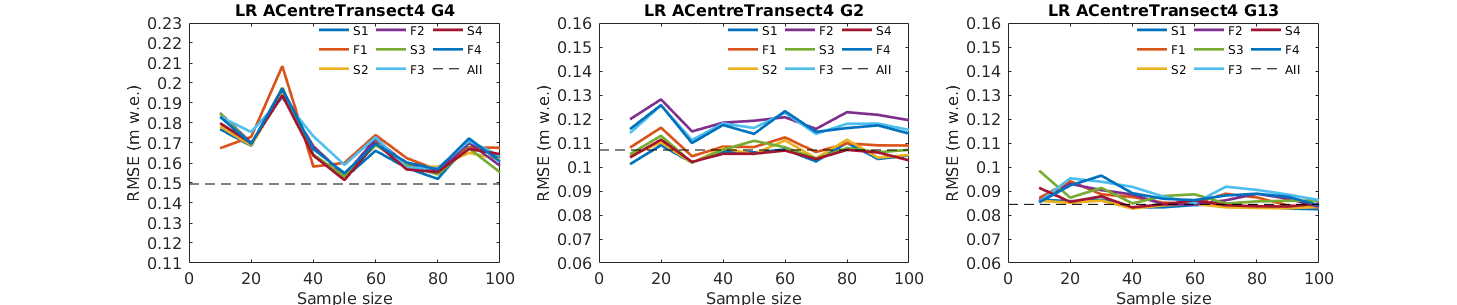 LR ACentreTransect4 G4
0.23
0.22
0.21
0.2
0.19
0.18
0.17
0.16
0.15
0.14
0.13
0.12
0.11
RMSE (m w.e.)
S1 F2 S4
F1 S3 F4
S2 F3 All
0 20 40 60 80 100
Sample size
LR ACentreTransect4 G2
0.16
0.15
0.14
0.13
0.12
0.11
0.1
0.09
0.08
0.07
0.06
RMSE (m w.e.)
S1 F2 S4
F1 S3 F4
S2 F3 All
0 20 40 60 80 100
Sample size
LR ACentreTransect4 G13
0.16
0.15
0.14
0.13
0.12
0.11
0.1
0.09
0.08
0.07
0.06
RMSE (m w.e.)
S1 F2 S4
F1 S3 F4
S2 F3 All
0 20 40 60 80 100
Sample size